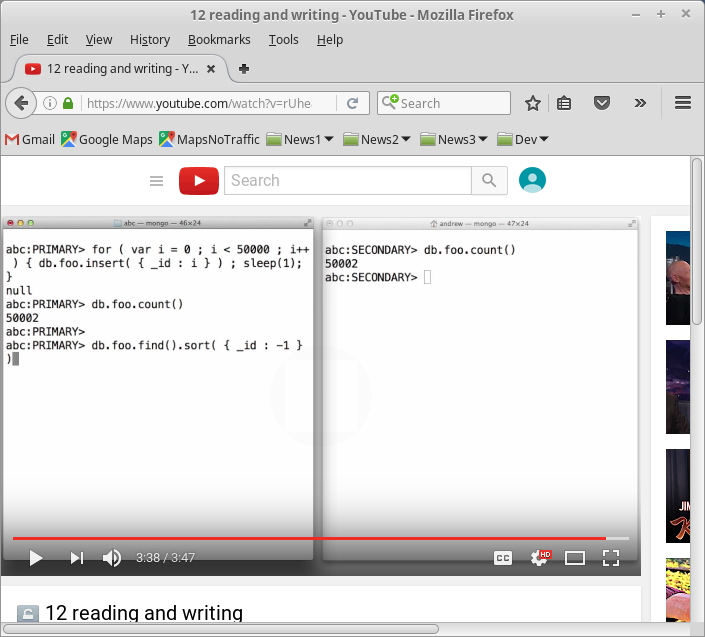 12 reading and writing - YouTube - Mozilla Firefox
File Edit View History Bookmarks Tools Help
12 reading and writing - Y...
https://www.youtube.com/watch?v=rUhe
Search
Gmail Google Maps MapsNoTraffic News1 News2 News3 Dev
Search
abc — mongo — 46×24
abc:PRIMARY> for ( var i = 0 ; i < 50000 ; i++
) { db.foo.insert( { _id : i } ) ; sleep(1);
}
null
abc:PRIMARY> db.foo.count()
50002
abc:PRIMARY>
abc:PRIMARY> db.foo.find().sort( { _id : -1 }
)
andrew — mongo — 47×24
abc:SECONDARY> db.foo.count()
50002
abc:SECONDARY>
3:38 / 3:47
CC
HD
JIM
12 reading and writing